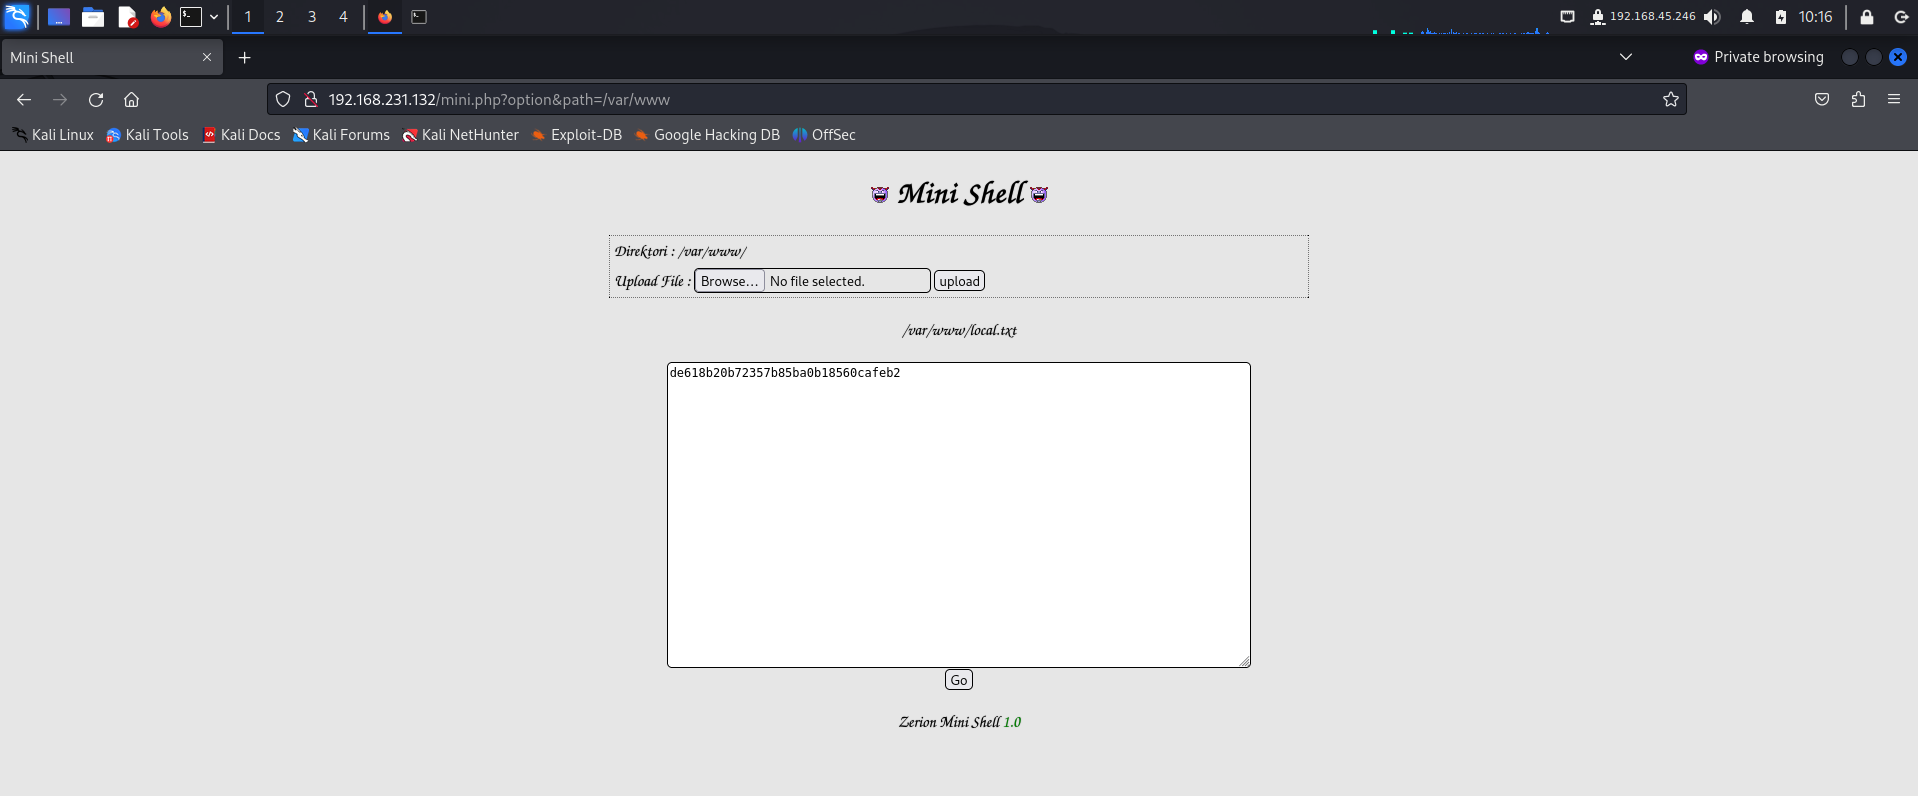 1 2 3 4 192.168.45.246 10:16
Mini Shell Private browsing
192.168.231.132/mini.php?option&path=/var/www
Kali Linux Kali Tools Kali Docs Kali Forums Kali NetHunter Exploit-DB Google Hacking DB OffSec
Mini Shell
Direktori : /var/www/
Upload File : Browse... No file selected. upload
/var/www/local.txt
de618b20b72357b85ba0b18560cafeb2
Go
Zerion Mini Shell 1.0